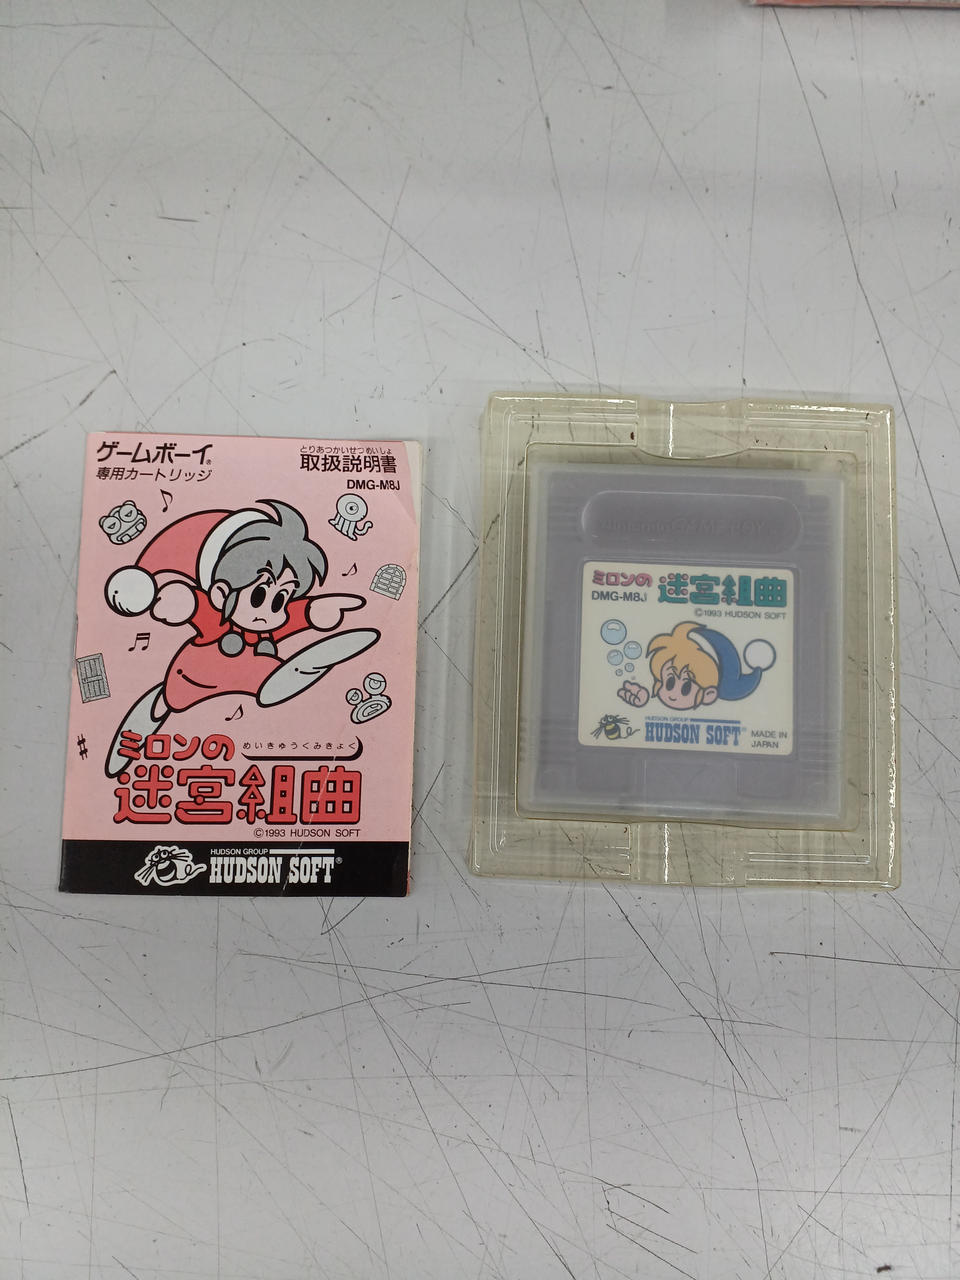 ゲームボーイ®
専用カートリッジ
とりあつかいせつめいしょ
取扱説明書
DMG-M8J
ミロンの
めいきゅうくみきょく
迷宮組曲
©1993 HUDSON SOFT
HUDSON GROUP
HUDSON SOFT®
Nintendo GAME BOY
ミロンの
迷宮組曲
DMG-M8J
©1993 HUDSON SOFT
HUDSON GROUP
HUDSON SOFT®
MADE IN
JAPAN